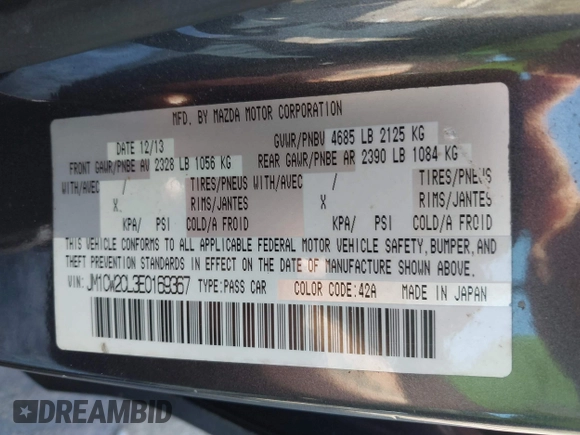 MFD. BY MAZDA MOTOR CORPORATION
DATE 12/13 GVWR/PNBV 4685 LB 2125 KG
FRONT GAWR/PNBE AV 2328 LB 1056 KG REAR GAWR/PNBE AR 2390 LB 1084 KG
WITH/AVEC / TIRES/PNEUS WITH/AVEC / TIRES/PNEUS
X RIMS/JANTES X RIMS/JANTES
KPA/ PSI COLD/A FROID KPA/ PSI COLD/A FROID
THIS VEHICLE CONFORMS TO ALL APPLICABLE FEDERAL MOTOR VEHICLE SAFETY, BUMPER, AND
THEFT PREVENTION STANDARDS IN EFFECT ON THE DATE OF MANUFACTURE SHOWN ABOVE.
VIN: JM1CW2CL3E0169367 TYPE:PASS CAR COLOR CODE:42A MADE IN JAPAN
DREAMBID